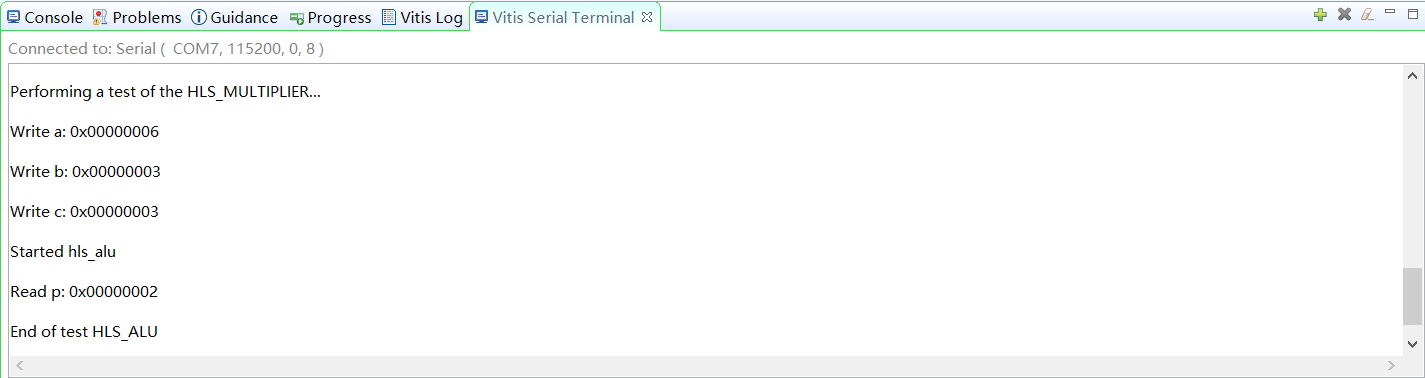 Console Problems Guidance Progress Vitis Log Vitis Serial Terminal
Connected to: Serial ( COM7, 115200, 0, 8 )
Performing a test of the HLS_MULTIPLIER...
Write a: 0x00000006
Write b: 0x00000003
Write c: 0x00000003
Started hls_alu
Read p: 0x00000002
End of test HLS_ALU